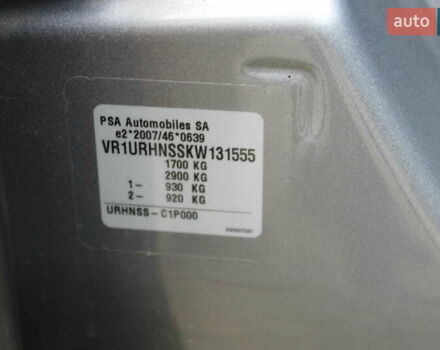 auto
PSA Automobiles SA
e2*2007/46*0639
VR1URHNSSKW131555
1700 KG
2900 KG
1- 930 KG
2- 920 KG
URHNSS-C1P000